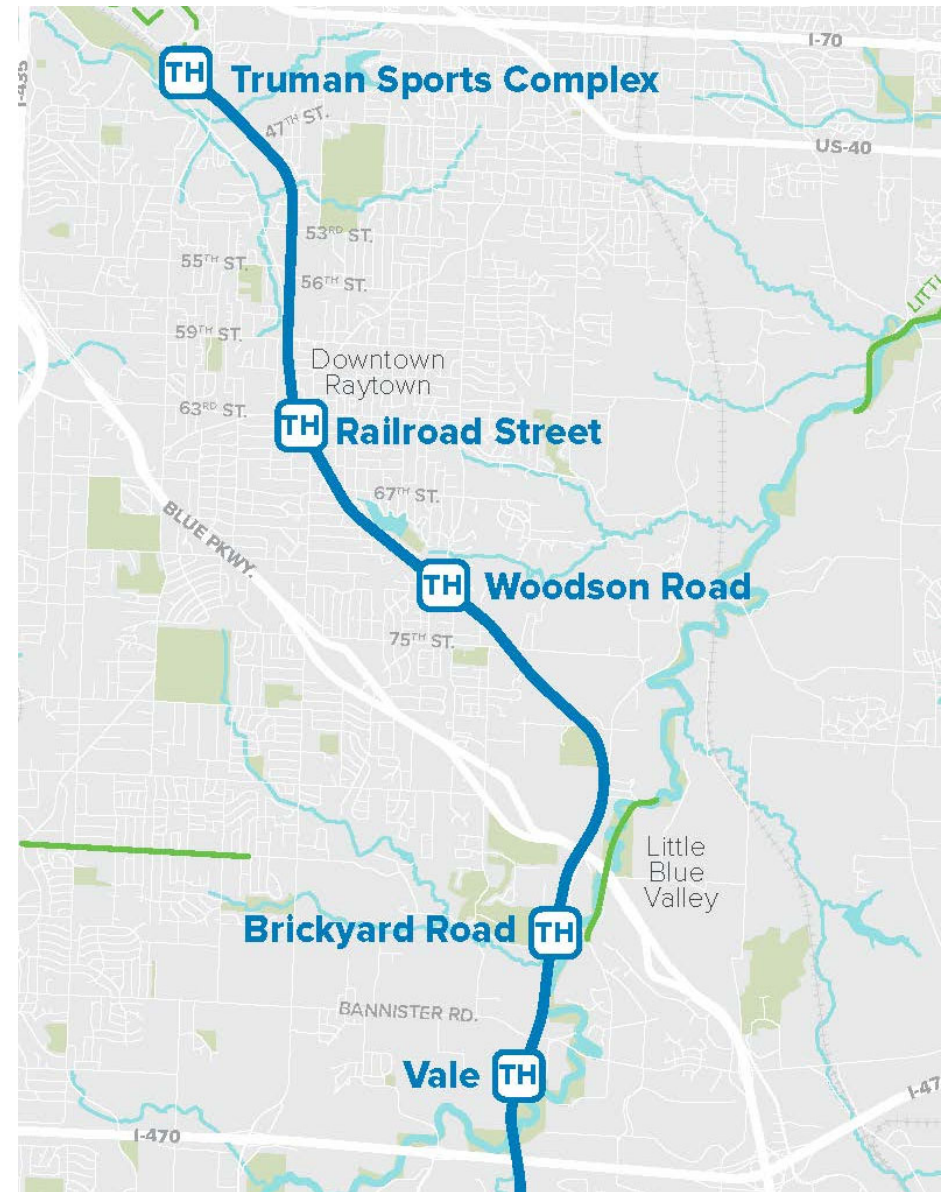 I-70
I-435
TH
Truman Sports Complex
47TH ST.
US-40
53RD ST.
55TH ST.
56TH ST.
LITTL
59TH ST.
Downtown
Raytown
63RD ST.
TH
Railroad Street
67TH ST.
BLUE PKWY.
TH
Woodson Road
75TH ST.
Little
Blue
Valley
Brickyard Road
TH
BANNISTER RD.
Vale
TH
I-47
I-470